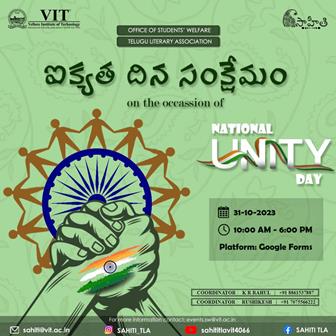 VIT
Vellore Institute of Technology
OFFICE OF STUDENTS' WELFARE
TELUGU LITERARY ASSOCIATION
సాహితి
ఐక్యత దిన సంక్షేమం
on the occassion of
NATIONAL
UNITY
DAY
31-10-2023
10:00 AM - 6:00 PM
Platform: Google Forms
COORDINATOR K R RAHUL | +91 8861537887
COORDINATOR RUSHIKESH | +91 7075566222
For more information contact: events.sw@vit.ac.in
sahiti@vit.ac.in
SAHITI_TLA
sahititlavit4066
SAHITI_TLA